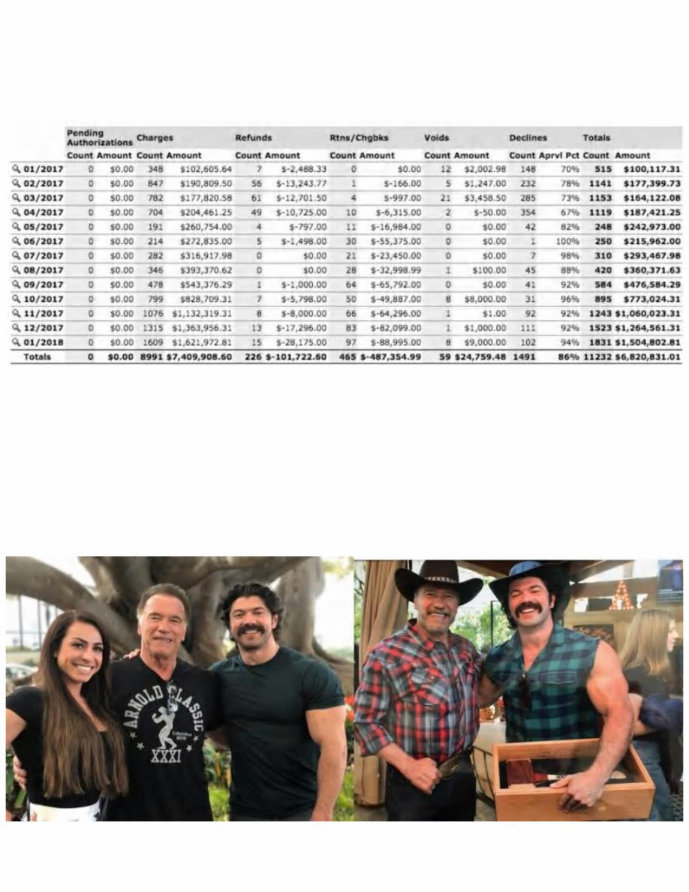 Pending Authorizations Charges Refunds Rtns/Chgbks Voids Declines Totals
Count Amount Count Amount Count Amount Count Amount Count Amount Count Aprvl Pct Count Amount
01/2017 0 $0.00 348 $102,605.64 7 $-2,488.33 0 $0.00 12 $2,002.98 148 70% 515 $100,117.31
02/2017 0 $0.00 847 $190,809.50 56 $-13,243.77 1 $-166.00 5 $1,247.00 232 78% 1141 $177,399.73
03/2017 0 $0.00 782 $177,820.58 61 $-12,701.50 4 $-997.00 21 $3,458.50 285 73% 1153 $164,122.08
04/2017 0 $0.00 704 $204,461.25 49 $-10,725.00 10 $-6,315.00 2 $-50.00 354 67% 1119 $187,421.25
05/2017 0 $0.00 191 $260,754.00 4 $-797.00 11 $-16,984.00 0 $0.00 42 82% 248 $242,973.00
06/2017 0 $0.00 214 $272,835.00 5 $-1,498.00 30 $-55,375.00 0 $0.00 1 100% 250 $215,962.00
07/2017 0 $0.00 282 $316,917.98 0 $0.00 21 $-23,450.00 0 $0.00 7 98% 310 $293,467.98
08/2017 0 $0.00 346 $393,370.62 0 $0.00 28 $-32,998.99 1 $100.00 45 88% 420 $360,371.63
09/2017 0 $0.00 478 $543,376.29 1 $-1,000.00 64 $-65,792.00 0 $0.00 41 92% 584 $476,584.29
10/2017 0 $0.00 799 $828,709.31 7 $-5,798.00 50 $-49,887.00 8 $8,000.00 31 96% 895 $773,024.31
11/2017 0 $0.00 1076 $1,132,319.31 8 $-8,000.00 66 $-64,296.00 1 $1.00 92 92% 1243 $1,060,023.31
12/2017 0 $0.00 1315 $1,363,956.31 13 $-17,296.00 83 $-82,099.00 1 $1,000.00 111 92% 1523 $1,264,561.31
01/2018 0 $0.00 1609 $1,621,972.81 15 $-28,175.00 97 $-88,995.00 8 $9,000.00 102 94% 1831 $1,504,802.81
Totals 0 $0.00 8991 $7,409,908.60 226 $-101,722.60 465 $-487,354.99 59 $24,759.48 1491 86% 11232 $6,820,831.01
ARNOLD CLASSIC
XXXI